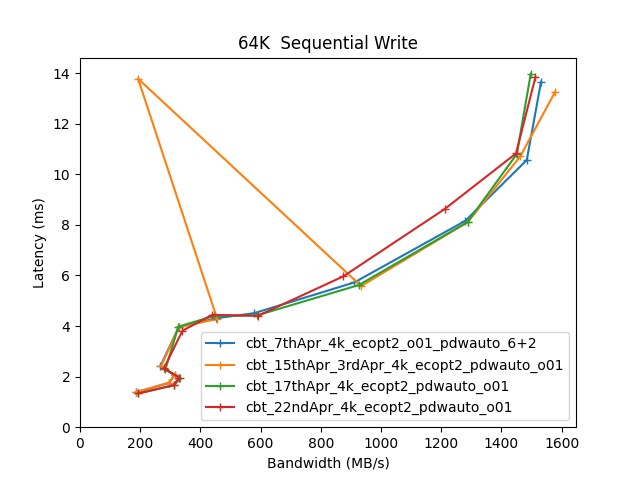 64K  Sequential Write
14
12
10
8
6
4
2
0
Latency (ms)
0 200 400 600 800 1000 1200 1400 1600
Bandwidth (MB/s)
cbt_7thApr_4k_ecopt2_o01_pdwauto_6+2
cbt_15thApr_3rdApr_4k_ecopt2_pdwauto_o01
cbt_17thApr_4k_ecopt2_pdwauto_o01
cbt_22ndApr_4k_ecopt2_pdwauto_o01